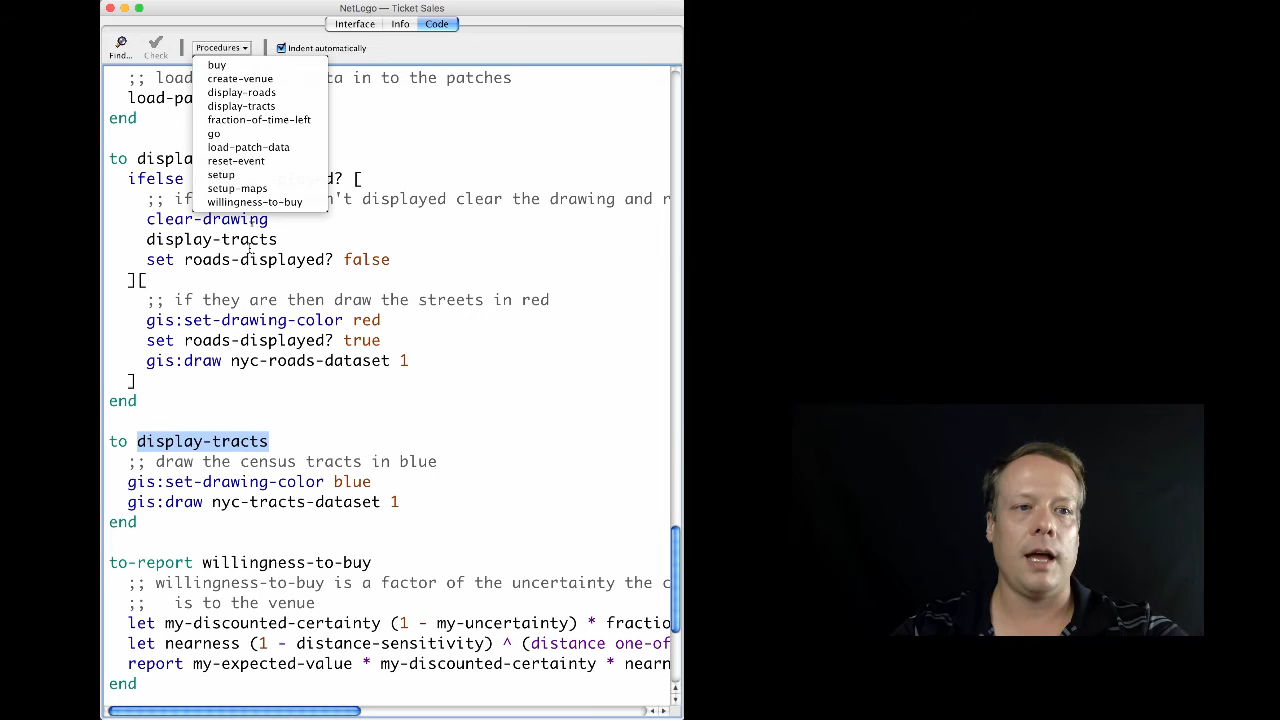 NetLogo — Ticket Sales
Interface Info Code
Find... Check Procedures Indent automatically
buy
create-venue
display-roads
display-tracts
fraction-of-time-left
go
load-patch-data
reset-event
setup
setup-maps
willingness-to-buy
;; load ta in to the patches
load-pa
end
to displa
ifelse ? [
;; if n't displayed clear the drawing and r
clear-drawing
display-tracts
set roads-displayed? false
][
;; if they are then draw the streets in red
gis:set-drawing-color red
set roads-displayed? true
gis:draw nyc-roads-dataset 1
]
end
to display-tracts
;; draw the census tracts in blue
gis:set-drawing-color blue
gis:draw nyc-tracts-dataset 1
end
to-report willingness-to-buy
;; willingness-to-buy is a factor of the uncertainty the c
;; is to the venue
let my-discounted-certainty (1 - my-uncertainty) * fractio
let nearness (1 - distance-sensitivity) ^ (distance one-of
report my-expected-value * my-discounted-certainty * nearn
end